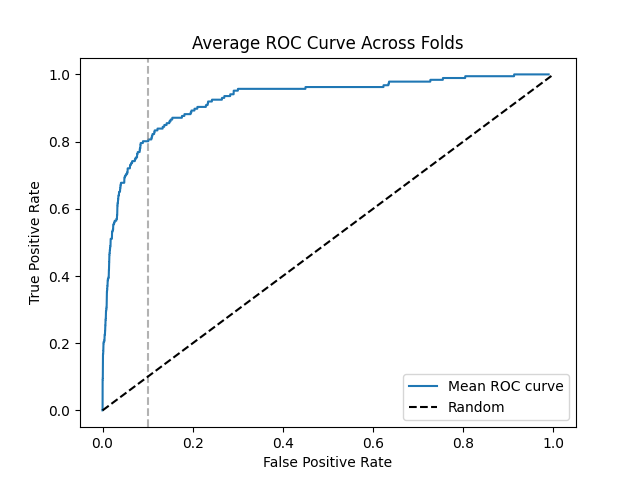 Average ROC Curve Across Folds
True Positive Rate
1.0
0.8
0.6
0.4
0.2
0.0
Mean ROC curve
Random
0.0 0.2 0.4 0.6 0.8 1.0
False Positive Rate